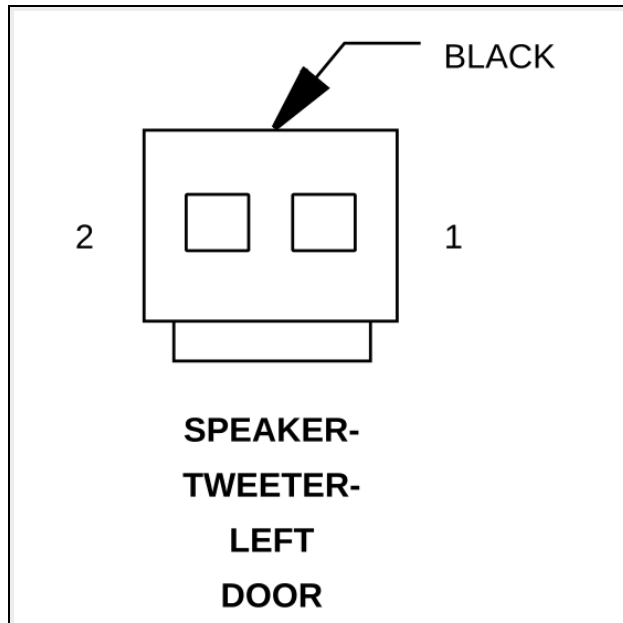 BLACK
2
1
SPEAKER-
TWEETER-
LEFT
DOOR